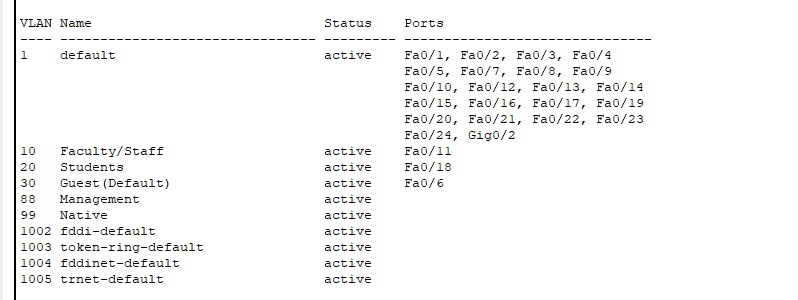 VLAN Name                             Status    Ports
---- -------------------------------- --------- -------------------------------
1    default                          active    Fa0/1, Fa0/2, Fa0/3, Fa0/4
                                                Fa0/5, Fa0/7, Fa0/8, Fa0/9
                                                Fa0/10, Fa0/12, Fa0/13, Fa0/14
                                                Fa0/15, Fa0/16, Fa0/17, Fa0/19
                                                Fa0/20, Fa0/21, Fa0/22, Fa0/23
                                                Fa0/24, Gig0/2
10   Faculty/Staff                    active    Fa0/11
20   Students                         active    Fa0/18
30   Guest(Default)                   active    Fa0/6
88   Management                       active
99   Native                           active
1002 fddi-default                     active
1003 token-ring-default               active
1004 fddinet-default                  active
1005 trnet-default                    active